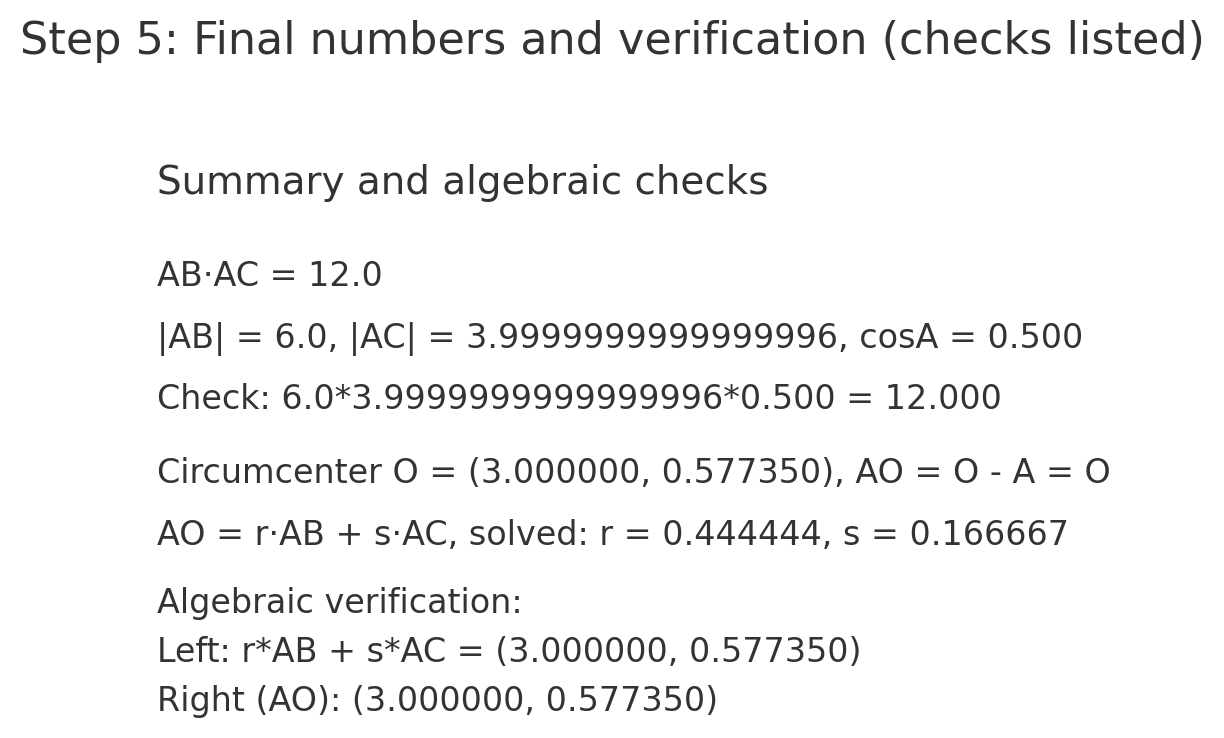 Step 5: Final numbers and verification (checks listed)
Summary and algebraic checks
AB·AC = 12.0
|AB| = 6.0, |AC| = 3.9999999999999996, cosA = 0.500
Check: 6.0*3.9999999999999996*0.500 = 12.000
Circumcenter O = (3.000000, 0.577350), AO = O - A = O
AO = r·AB + s·AC, solved: r = 0.444444, s = 0.166667
Algebraic verification:
Left: r*AB + s*AC = (3.000000, 0.577350)
Right (AO): (3.000000, 0.577350)